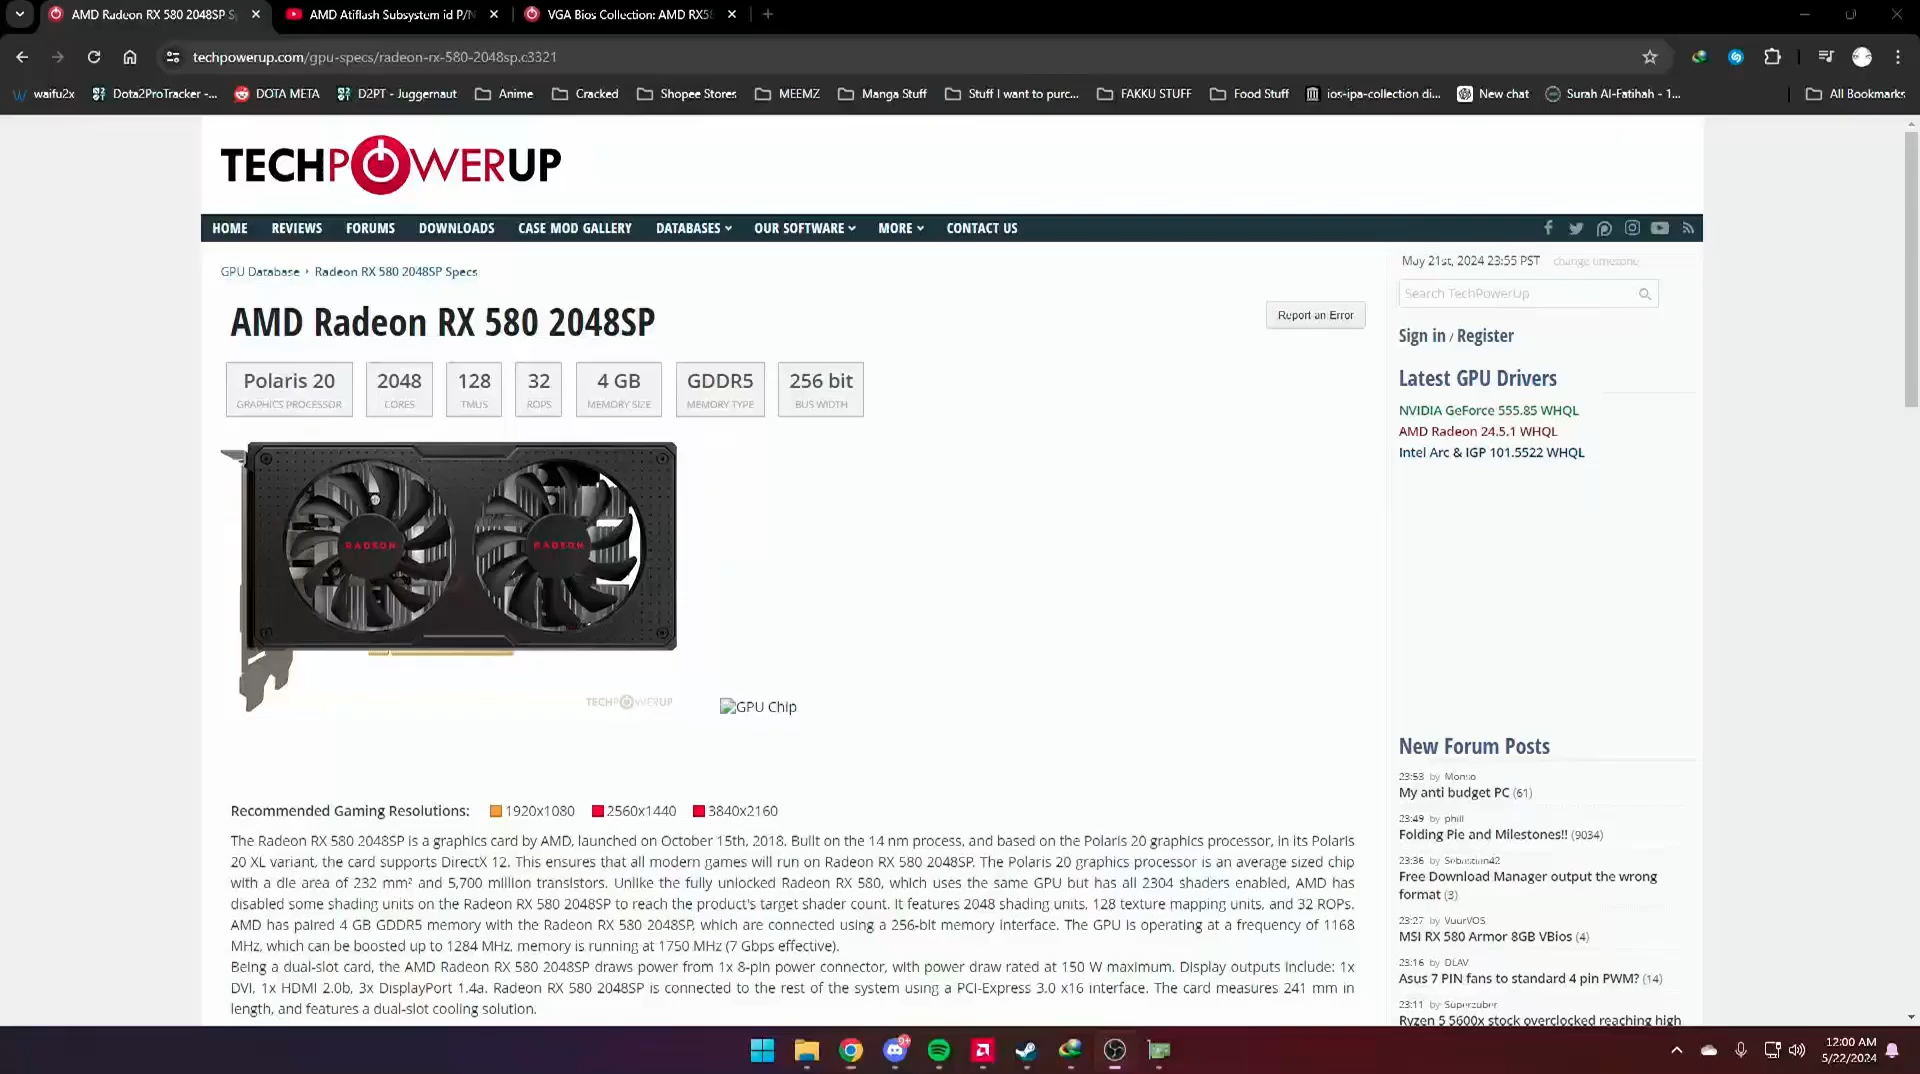 AMD Radeon RX 580 2048SP S
AMD Atiflash Subsystem id P/N
VGA Bios Collection: AMD RX58
techpowerup.com/gpu-specs/radeon-rx-580-2048sp.c3321
waifu2x
Dota2ProTracker -...
DOTA META
D2PT - Juggernaut
Anime
Cracked
Shopee Stores
MEEMZ
Manga Stuff
Stuff I want to purc...
FAKKU STUFF
Food Stuff
ios-ipa-collection di...
New chat
Surah Al-Fatihah - 1...
All Bookmarks
TECHPOWERUP
HOME REVIEWS FORUMS DOWNLOADS CASE MOD GALLERY DATABASES OUR SOFTWARE MORE CONTACT US
GPU Database › Radeon RX 580 2048SP Specs
AMD Radeon RX 580 2048SP
Report an Error
Polaris 20 2048 128 32 4 GB GDDR5 256 bit
GRAPHICS PROCESSOR CORES TMUS ROPS MEMORY SIZE MEMORY TYPE BUS WIDTH
RADEON RADEON
TECHPOWERUP
GPU Chip
Recommended Gaming Resolutions: 1920x1080 2560x1440 3840x2160
The Radeon RX 580 2048SP is a graphics card by AMD, launched on October 15th, 2018. Built on the 14 nm process, and based on the Polaris 20 graphics processor, in its Polaris
20 XL variant, the card supports DirectX 12. This ensures that all modern games will run on Radeon RX 580 2048SP. The Polaris 20 graphics processor is an average sized chip
with a die area of 232 mm² and 5,700 million transistors. Unlike the fully unlocked Radeon RX 580, which uses the same GPU but has all 2304 shaders enabled, AMD has
disabled some shading units on the Radeon RX 580 2048SP to reach the product's target shader count. It features 2048 shading units, 128 texture mapping units, and 32 ROPs.
AMD has paired 4 GB GDDR5 memory with the Radeon RX 580 2048SP, which are connected using a 256-bit memory interface. The GPU is operating at a frequency of 1168
MHz, which can be boosted up to 1284 MHz, memory is running at 1750 MHz (7 Gbps effective).
Being a dual-slot card, the AMD Radeon RX 580 2048SP draws power from 1x 8-pin power connector, with power draw rated at 150 W maximum. Display outputs include: 1x
DVI, 1x HDMI 2.0b, 3x DisplayPort 1.4a. Radeon RX 580 2048SP is connected to the rest of the system using a PCI-Express 3.0 x16 interface. The card measures 241 mm in
length, and features a dual-slot cooling solution.
May 21st, 2024 23:55 PST change timezone
Search TechPowerUp
Sign in / Register
Latest GPU Drivers
NVIDIA GeForce 555.85 WHQL
AMD Radeon 24.5.1 WHQL
Intel Arc & IGP 101.5522 WHQL
New Forum Posts
23:53 by Monso
My anti budget PC (61)
23:49 by phill
Folding Pie and Milestones!! (9034)
23:36 by Sebastian42
Free Download Manager output the wrong
format (3)
23:27 by VuurVOS
MSI RX 580 Armor 8GB VBios (4)
23:16 by DLAV
Asus 7 PIN fans to standard 4 pin PWM? (14)
23:11 by Superzuber
Ryzen 5 5600x stock overclocked reaching high
9+
12:00 AM
5/22/2024